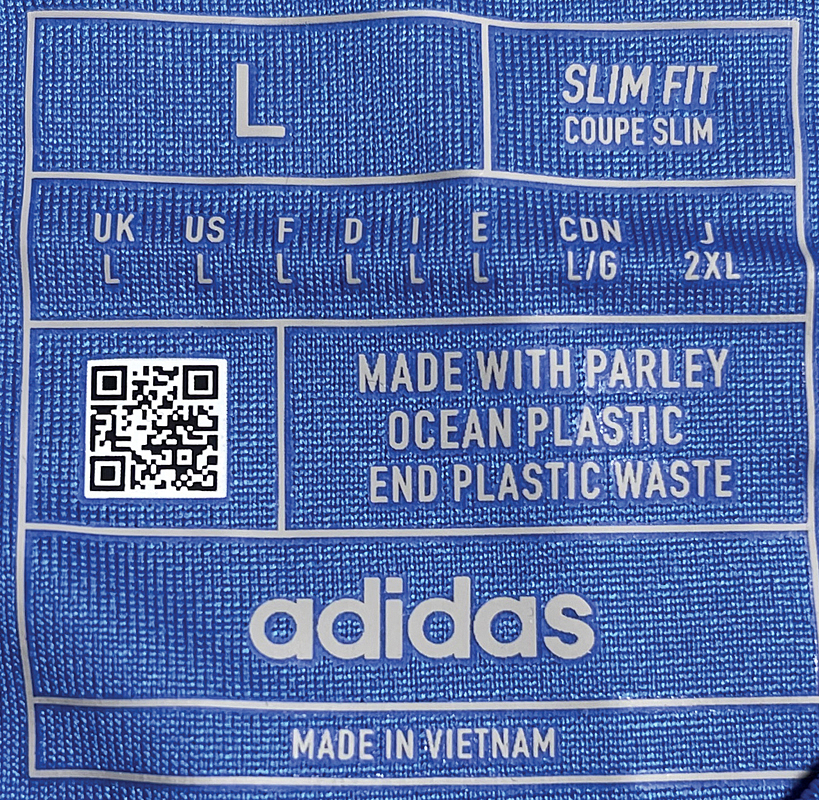 L
SLIM FIT
COUPE SLIM
UK US F D I E CDN J
L L L L L L L/G 2XL
MADE WITH PARLEY
OCEAN PLASTIC
END PLASTIC WASTE
adidas
MADE IN VIETNAM